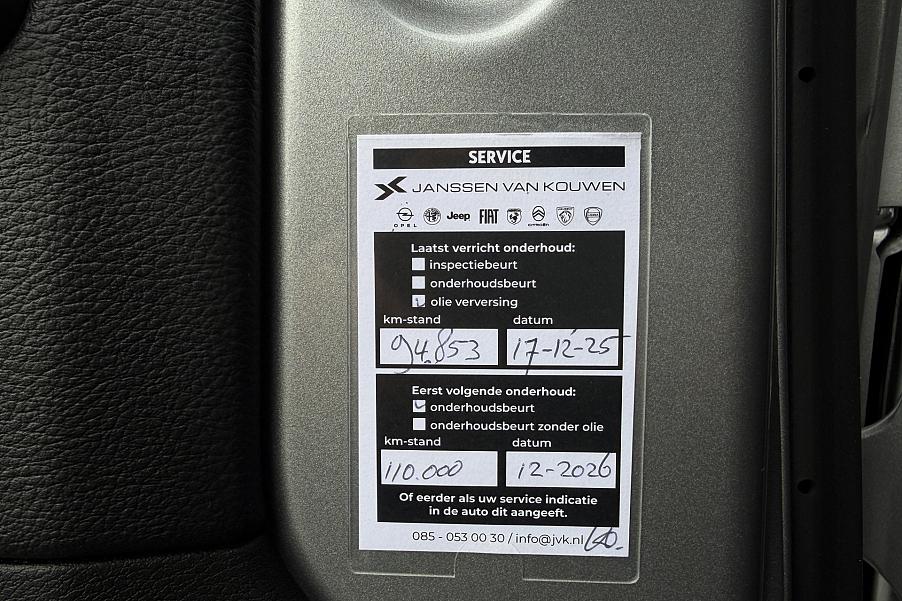 SERVICE
JANSSEN VAN KOUWEN
OPEL Jeep FIAT CITROËN
Laatst verricht onderhoud:
inspectiebeurt
onderhoudsbeurt
olie verversing
km-stand datum
94.853 17-12-25
Eerst volgende onderhoud:
onderhoudsbeurt
onderhoudsbeurt zonder olie
km-stand datum
110.000 12-2026
Of eerder als uw service indicatie
in de auto dit aangeeft.
085 - 053 00 30 / info@jvk.nl